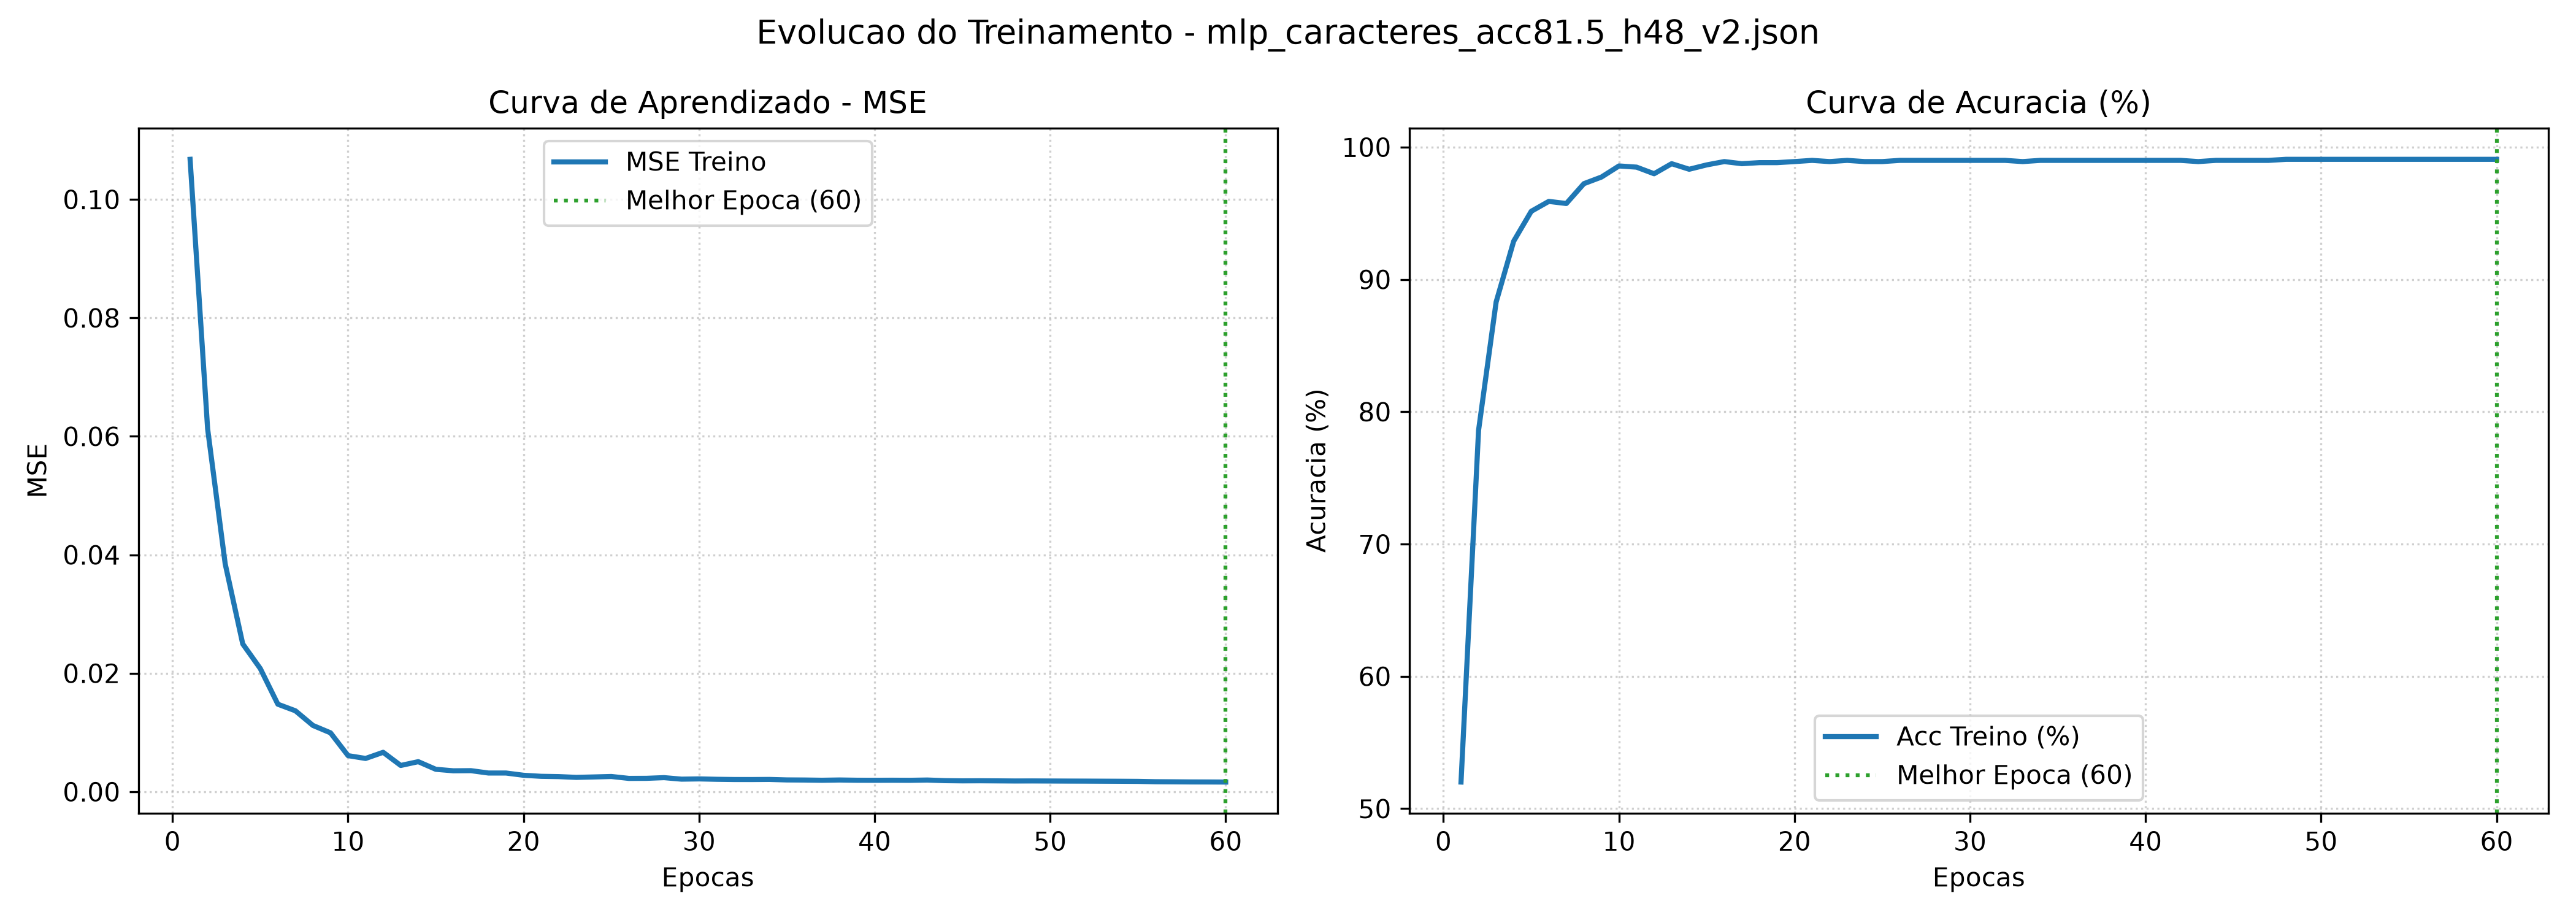 Evolucao do Treinamento - mlp_caracteres_acc81.5_h48_v2.json
Curva de Aprendizado - MSE
MSE Treino
Melhor Epoca (60)
0.10
0.08
0.06
0.04
0.02
0.00
MSE
0 10 20 30 40 50 60
Epocas
Curva de Acuracia (%)
100
90
80
70
60
50
Acuracia (%)
Acc Treino (%)
Melhor Epoca (60)
0 10 20 30 40 50 60
Epocas